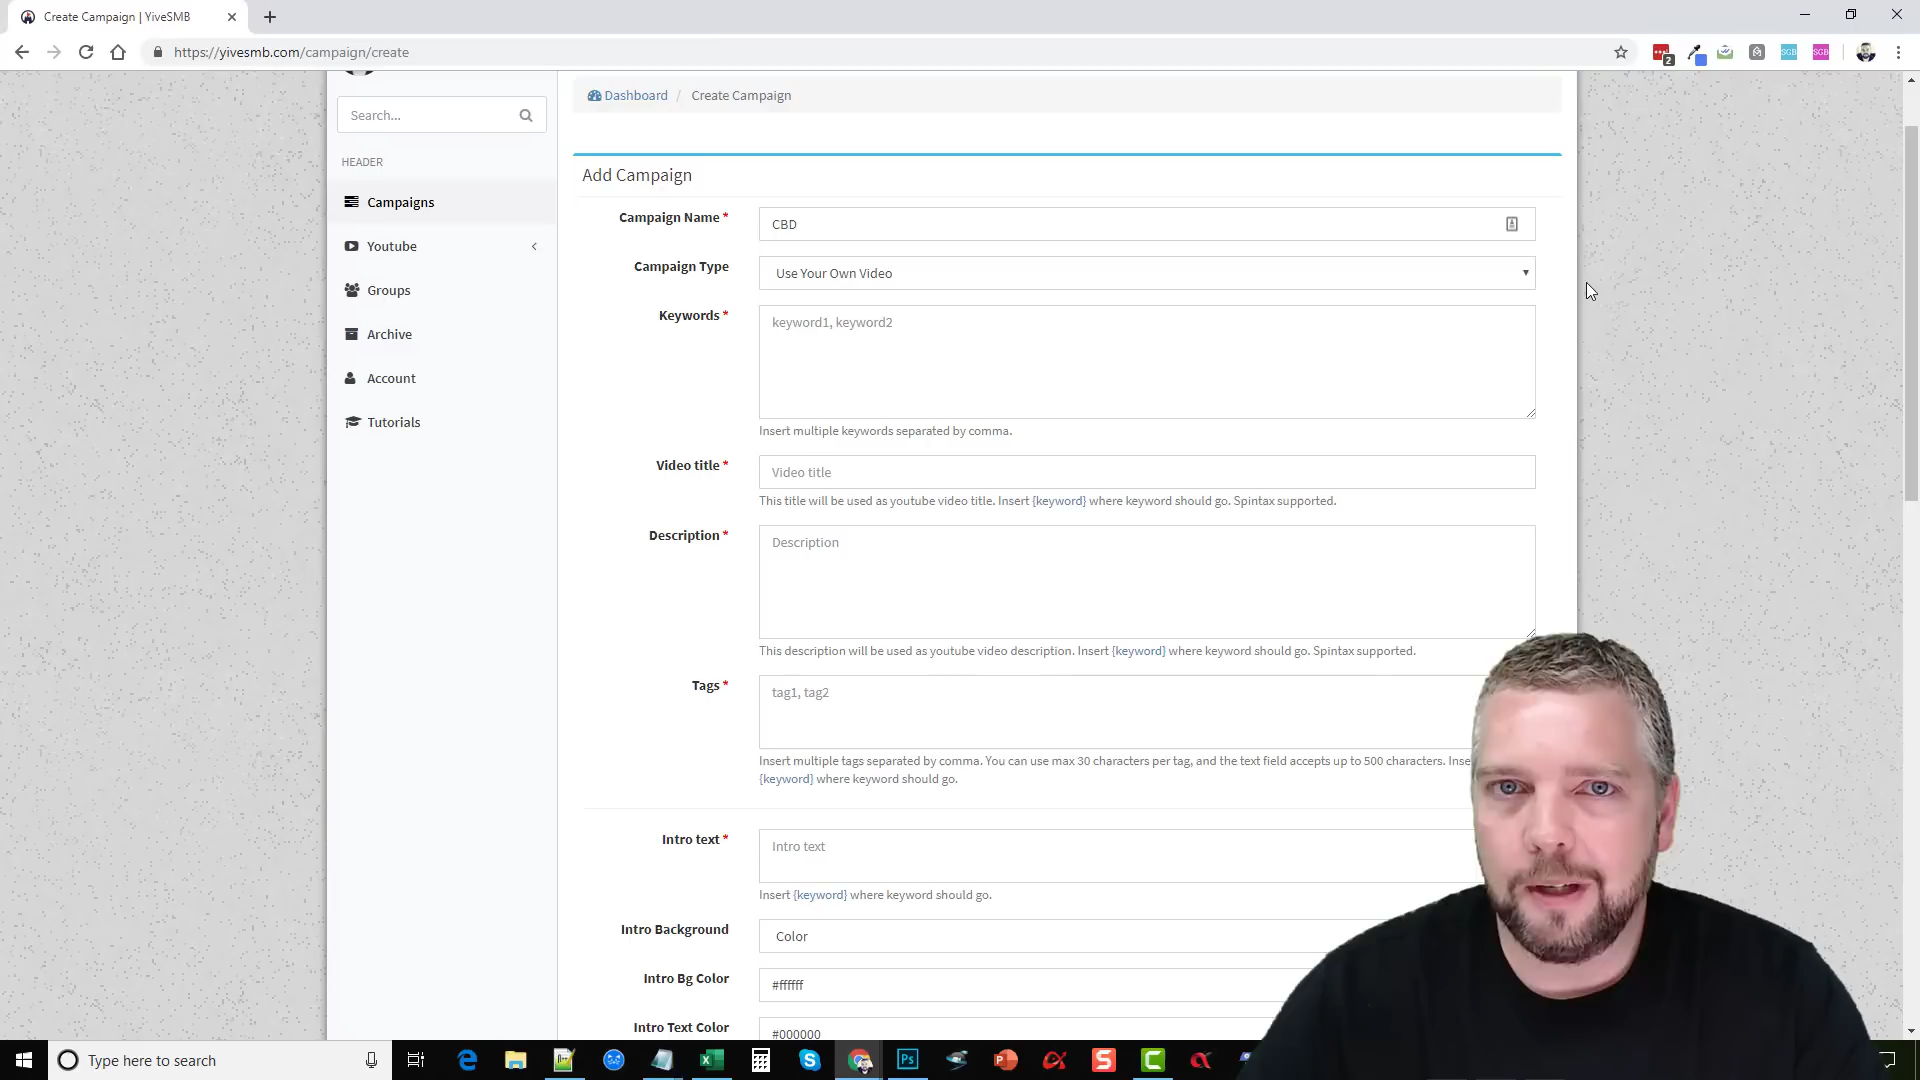 Create Campaign | YiveSMB
https://yivesmb.com/campaign/create
2
SGB
SGB
Search...
Dashboard / Create Campaign
HEADER
Campaigns
Youtube
Groups
Archive
Account
Tutorials
Add Campaign
Campaign Name *
CBD
Campaign Type
Use Your Own Video
Keywords *
keyword1, keyword2
Insert multiple keywords separated by comma.
Video title *
Video title
This title will be used as youtube video title. Insert {keyword} where keyword should go. Spintax supported.
Description *
Description
This description will be used as youtube video description. Insert {keyword} where keyword should go. Spintax supported.
Tags *
tag1, tag2
Insert multiple tags separated by comma. You can use max 30 characters per tag, and the text field accepts up to 500 characters. Inse
{keyword} where keyword should go.
Intro text *
Intro text
Insert {keyword} where keyword should go.
Intro Background
Color
Intro Bg Color
#ffffff
Intro Text Color
#000000
Type here to search